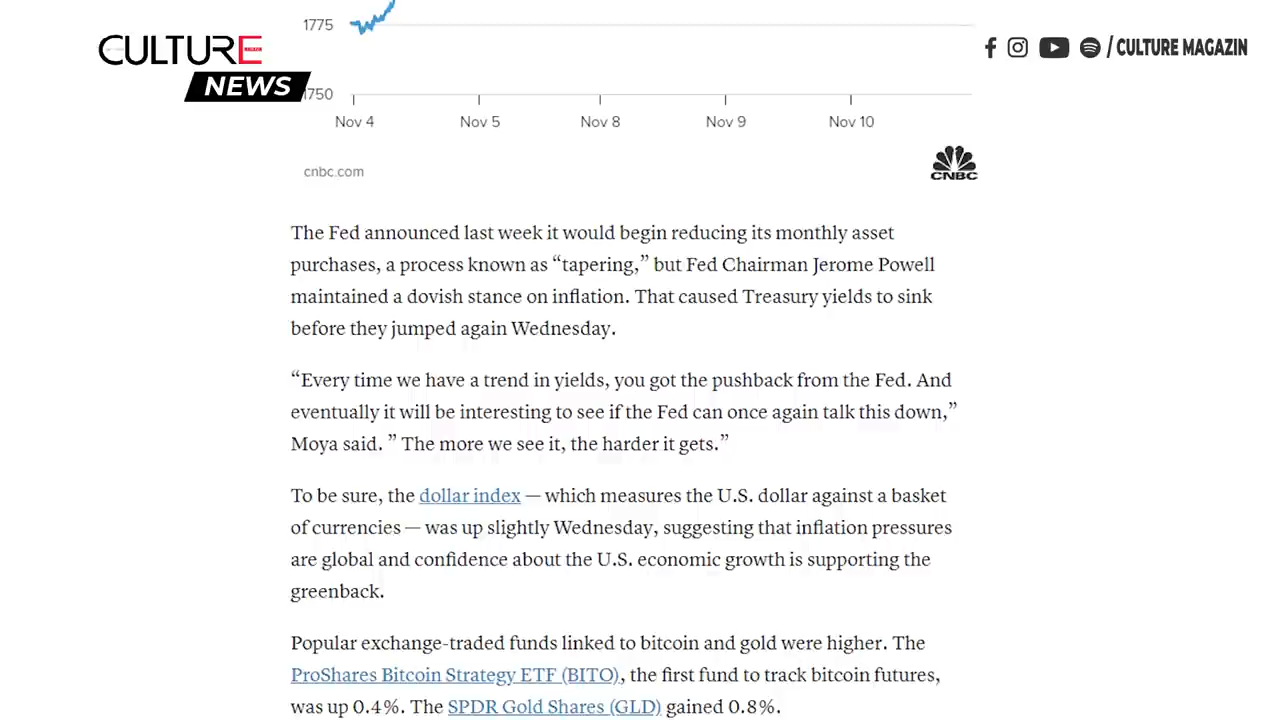 1775
CULTURE
NEWS
/ CULTURE MAGAZIN
1750
Nov 4
Nov 5
Nov 8
Nov 9
Nov 10
cnbc.com
CNBC
The Fed announced last week it would begin reducing its monthly asset
purchases, a process known as “tapering,” but Fed Chairman Jerome Powell
maintained a dovish stance on inflation. That caused Treasury yields to sink
before they jumped again Wednesday.
“Every time we have a trend in yields, you got the pushback from the Fed. And
eventually it will be interesting to see if the Fed can once again talk this down,”
Moya said. ” The more we see it, the harder it gets.”
To be sure, the dollar index — which measures the U.S. dollar against a basket
of currencies — was up slightly Wednesday, suggesting that inflation pressures
are global and confidence about the U.S. economic growth is supporting the
greenback.
Popular exchange-traded funds linked to bitcoin and gold were higher. The
ProShares Bitcoin Strategy ETF (BITO), the first fund to track bitcoin futures,
was up 0.4%. The SPDR Gold Shares (GLD) gained 0.8%.